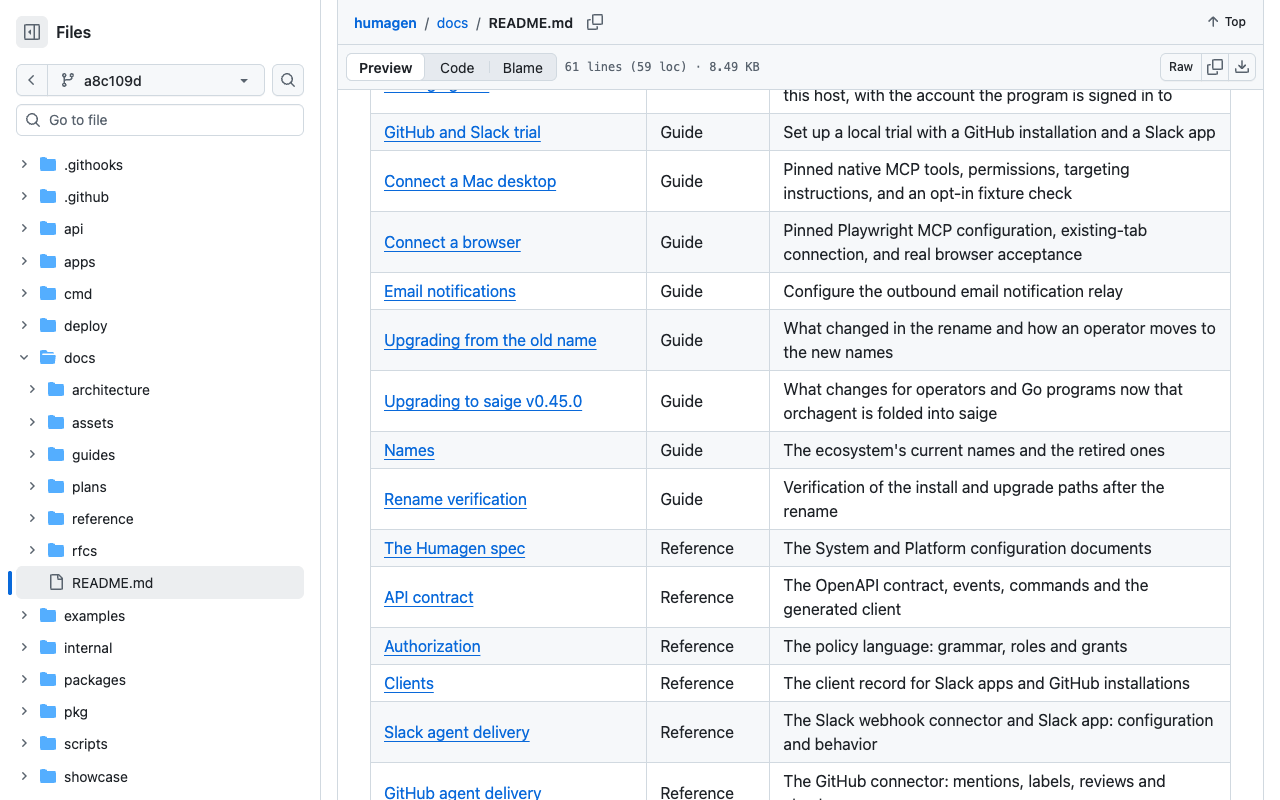 Files
humagen / docs / README.md
Top
a8c109d
Preview Code Blame 61 lines (59 loc) · 8.49 KB
Raw
Go to file
.githooks
.github
api
apps
cmd
deploy
docs
architecture
assets
guides
plans
reference
rfcs
README.md
examples
internal
packages
pkg
scripts
showcase
this host, with the account the program is signed in to
GitHub and Slack trial Guide Set up a local trial with a GitHub installation and a Slack app
Connect a Mac desktop Guide Pinned native MCP tools, permissions, targeting
instructions, and an opt-in fixture check
Connect a browser Guide Pinned Playwright MCP configuration, existing-tab
connection, and real browser acceptance
Email notifications Guide Configure the outbound email notification relay
Upgrading from the old name Guide What changed in the rename and how an operator moves to
the new names
Upgrading to saige v0.45.0 Guide What changes for operators and Go programs now that
orchagent is folded into saige
Names Guide The ecosystem's current names and the retired ones
Rename verification Guide Verification of the install and upgrade paths after the
rename
The Humagen spec Reference The System and Platform configuration documents
API contract Reference The OpenAPI contract, events, commands and the
generated client
Authorization Reference The policy language: grammar, roles and grants
Clients Reference The client record for Slack apps and GitHub installations
Slack agent delivery Reference The Slack webhook connector and Slack app: configuration
and behavior
GitHub agent delivery Reference The GitHub connector: mentions, labels, reviews and